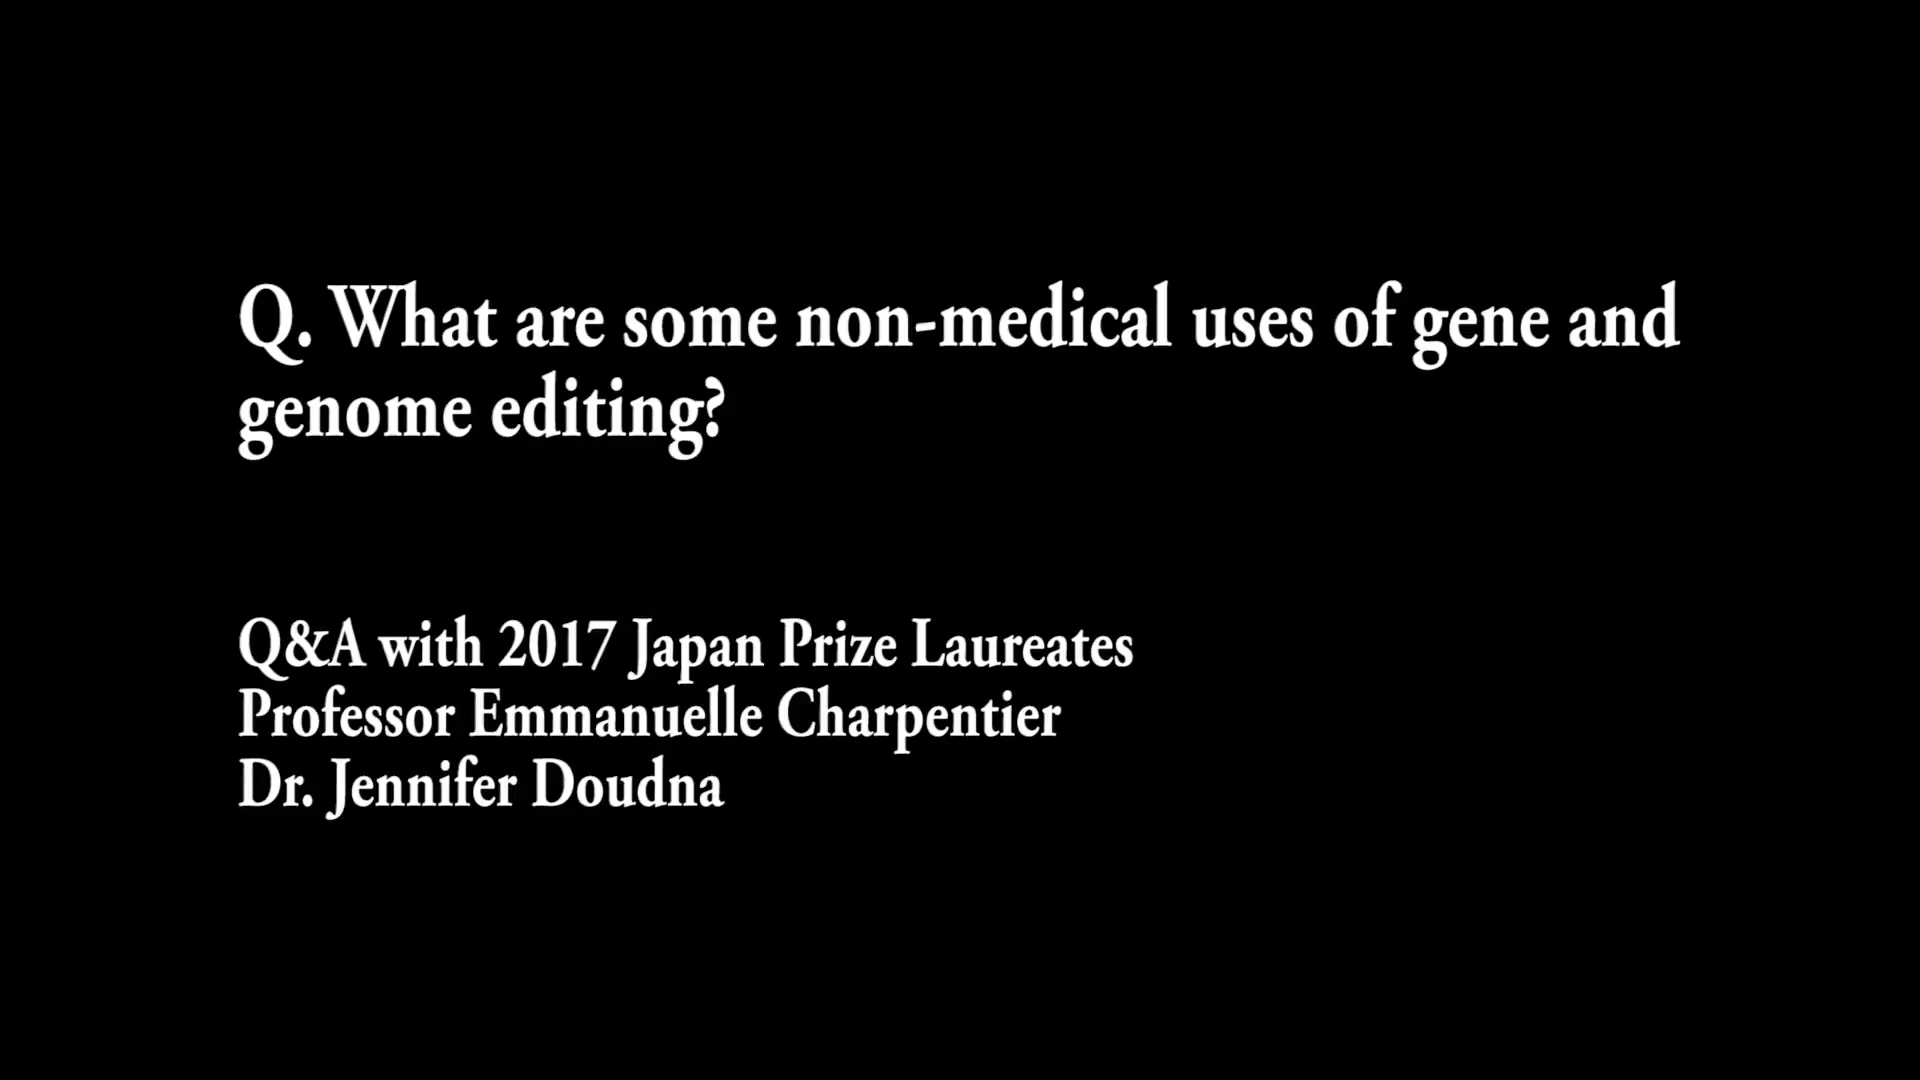 Q. What are some non-medical uses of gene and
genome editing?
Q&A with 2017 Japan Prize Laureates
Professor Emmanuelle Charpentier
Dr. Jennifer Doudna